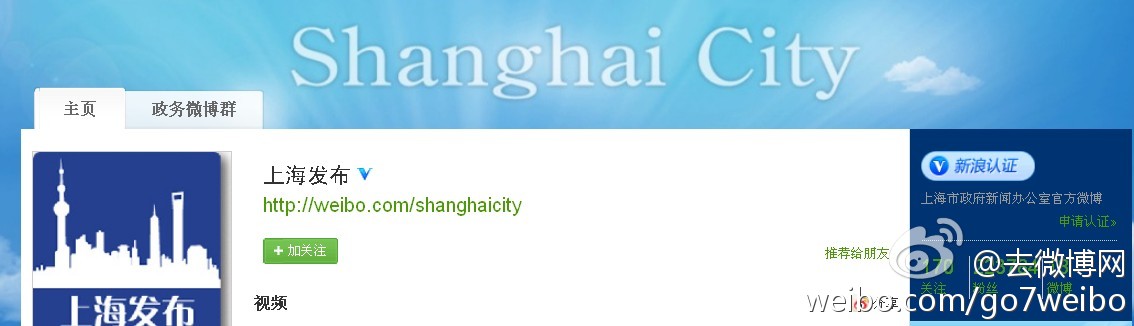 Shanghai City
主页
政务微博群
上海发布
http://weibo.com/shanghaicity
+ 加关注
推荐给朋友
视频
上海发布
新浪认证
上海市政府新闻办公室官方微博
申请认证»
170
关注
粉丝
微博
@去微博网
weibo.com/go7weibo